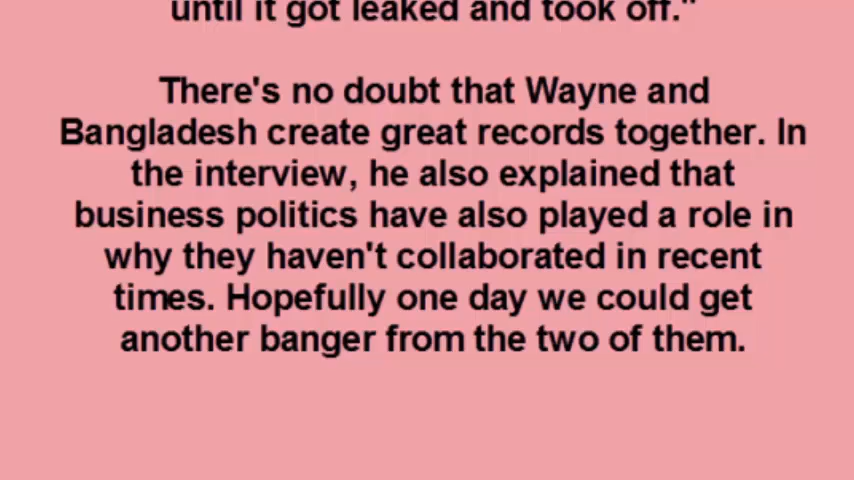 until it got leaked and took off."
There's no doubt that Wayne and
Bangladesh create great records together. In
the interview, he also explained that
business politics have also played a role in
why they haven't collaborated in recent
times. Hopefully one day we could get
another banger from the two of them.